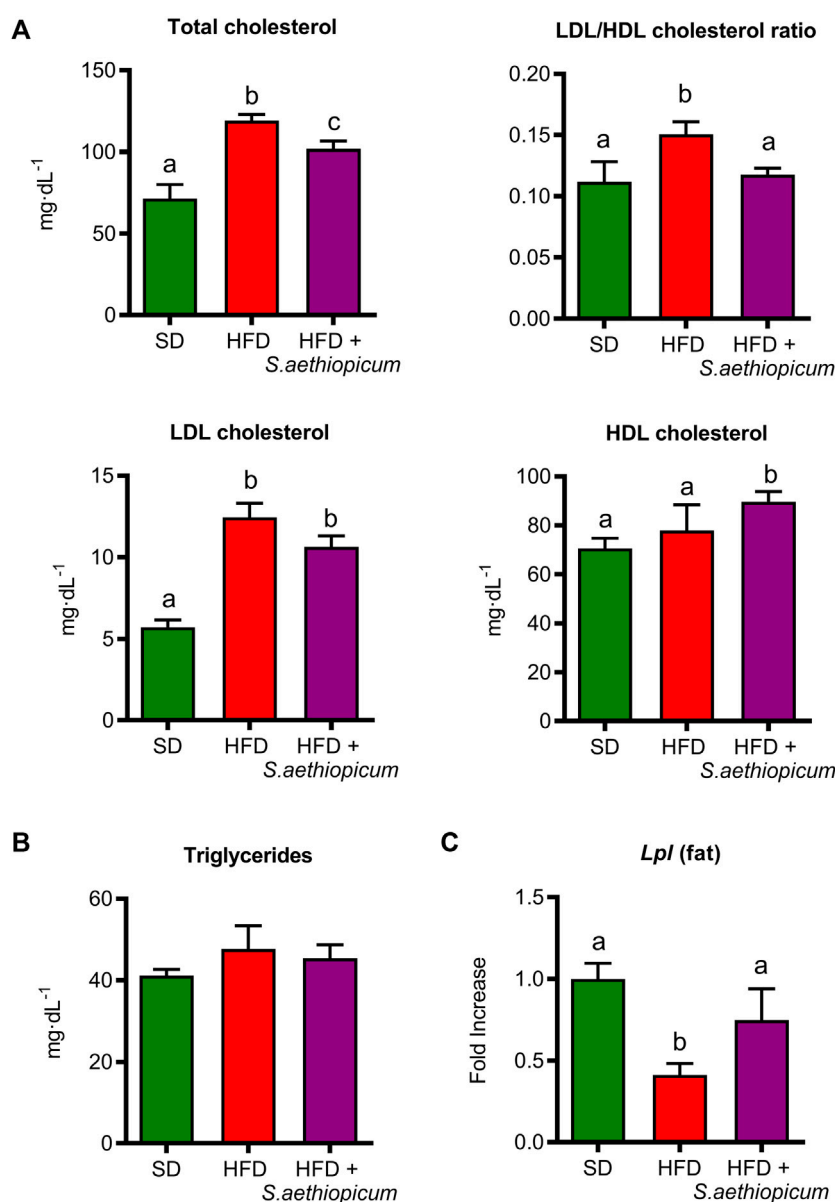 A
Total cholesterol
mg·dL⁻¹
150
100
50
0
a
b
c
SD
HFD
HFD +
S.aethiopicum
LDL/HDL cholesterol ratio
0.20
0.15
0.10
0.05
0.00
a
b
a
SD
HFD
HFD +
S.aethiopicum
LDL cholesterol
mg·dL⁻¹
15
10
5
0
a
b
b
SD
HFD
HFD +
S.aethiopicum
HDL cholesterol
mg·dL⁻¹
100
80
60
40
20
0
a
a
b
SD
HFD
HFD +
S.aethiopicum
B
Triglycerides
mg·dL⁻¹
60
40
20
0
SD
HFD
HFD +
S.aethiopicum
C
Lpl (fat)
Fold Increase
1.5
1.0
0.5
0.0
a
b
a
SD
HFD
HFD +
S.aethiopicum